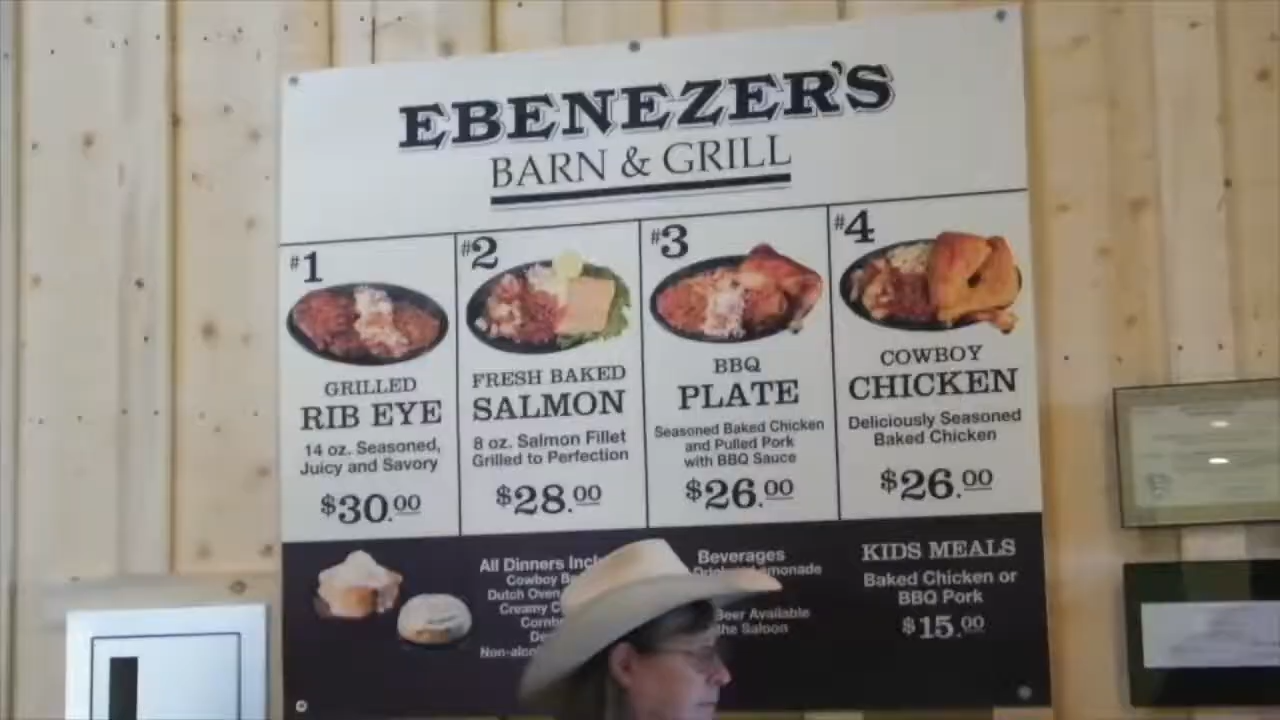 EBENEZER'S
BARN & GRILL
#1
GRILLED
RIB EYE
14 oz. Seasoned,
Juicy and Savory
$30.00
#2
FRESH BAKED
SALMON
8 oz. Salmon Fillet
Grilled to Perfection
$28.00
#3
BBQ
PLATE
Seasoned Baked Chicken
and Pulled Pork
with BBQ Sauce
$26.00
#4
COWBOY
CHICKEN
Deliciously Seasoned
Baked Chicken
$26.00
All Dinners
Cowboy
Dutch Oven
Creamy
Beverages
Beer Available
the Saloon
KIDS MEALS
Baked Chicken or
BBQ Pork
$15.00